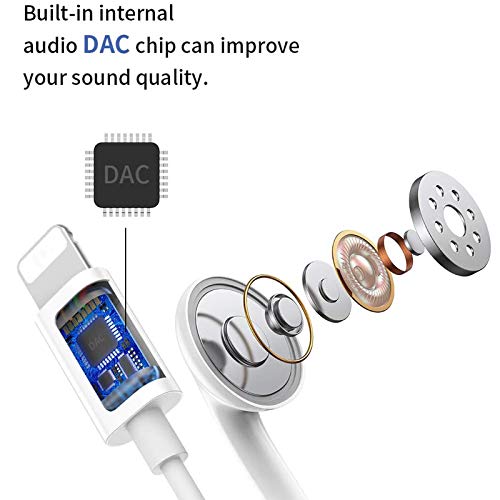 Built-in internal
audio DAC chip can improve
your sound quality.
DAC
DAC